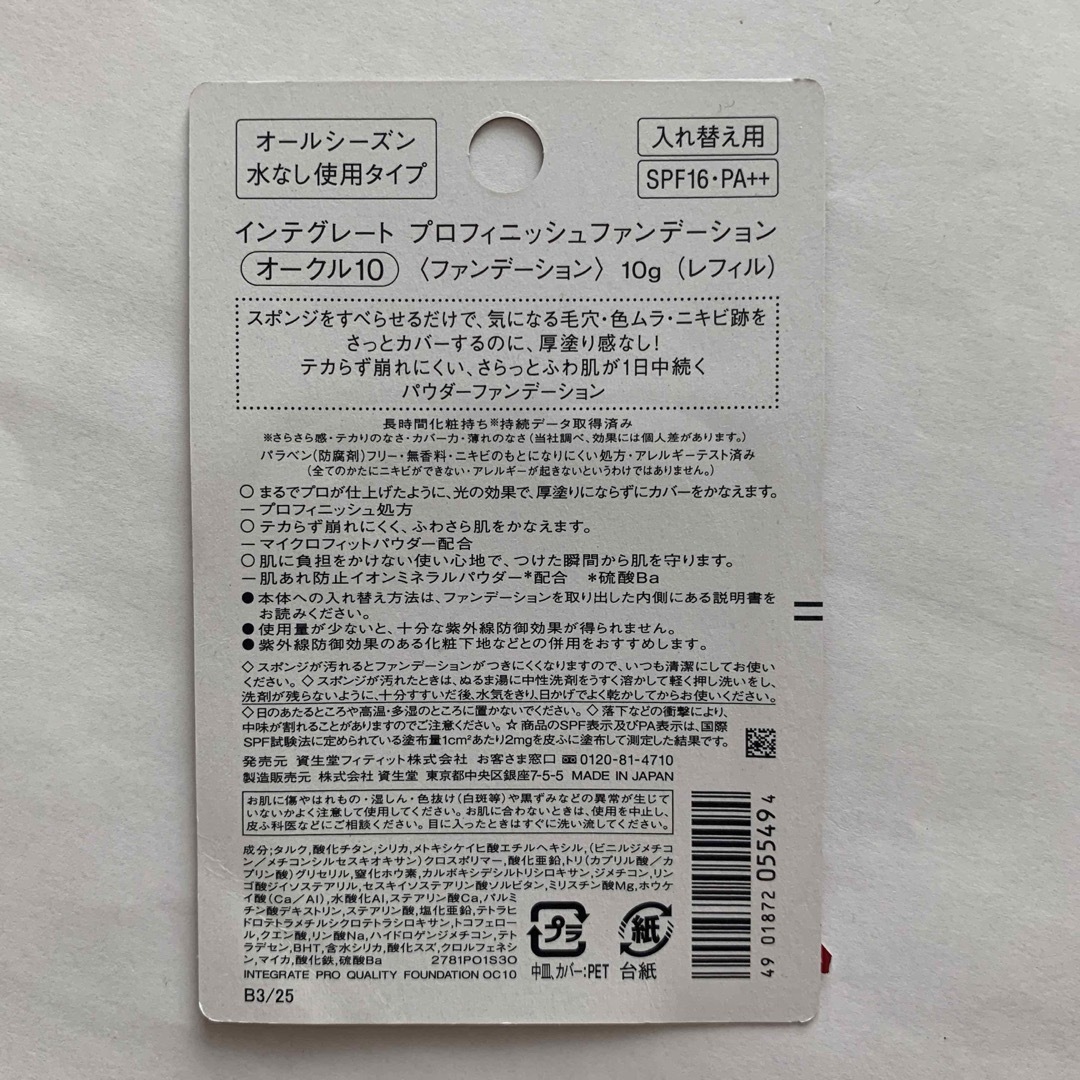 オールシーズン
水なし使用タイプ
入れ替え用
SPF16・PA++
インテグレート プロフィニッシュファンデーション
オークル10 〈ファンデーション〉 10g (レフィル)
スポンジをすべらせるだけで、気になる毛穴・色ムラ・ニキビ跡を
さっとカバーするのに、厚塗り感なし!
テカらず崩れにくい、さらっとふわ肌が1日中続く
パウダーファンデーション
長時間化粧持ち※持続データ取得済み
※さらさら感・テカりのなさ・カバー力・薄れのなさ(当社調べ、効果には個人差があります。)
パラベン(防腐剤)フリー・無香料・ニキビのもとになりにくい処方・アレルギーテスト済み
(全てのかたにニキビができない・アレルギーが起きないというわけではありません。)
○ まるでプロが仕上げたように、光の効果で、厚塗りにならずにカバーをかなえます。
―プロフィニッシュ処方
○ テカらず崩れにくく、ふわさら肌をかなえます。
―マイクロフィットパウダー配合
○ 肌に負担をかけない使い心地で、つけた瞬間から肌を守ります。
―肌あれ防止イオンミネラルパウダー*配合 *硫酸Ba
● 本体への入れ替え方法は、ファンデーションを取り出した内側にある説明書を
お読みください。
● 使用量が少ないと、十分な紫外線防御効果が得られません。
● 紫外線防御効果のある化粧下地などとの併用をおすすめします。
◇スポンジが汚れるとファンデーションがつきにくくなりますので、いつも清潔にしてお使い
ください。◇スポンジが汚れたときは、ぬるま湯に中性洗剤をうすく溶かして軽く押し洗いをし、
洗剤が残らないように、十分すすいだ後、水気をきり、日かげでよく乾かしてからお使いください。
◇日のあたるところや高温・多湿のところに置かないでください。◇落下などの衝撃により、
中味が割れることがありますのでご注意ください。☆商品のSPF表示及びPA表示は、国際
SPF試験法に定められている塗布量1cm²あたり2mgを皮ふに塗布して測定した結果です。
発売元 資生堂フィティット株式会社 お客さま窓口 0120-81-4710
製造販売元 株式会社 資生堂 東京都中央区銀座7-5-5 MADE IN JAPAN
お肌に傷やはれもの・湿しん・色抜け(白斑等)や黒ずみなどの異常が生じて
いないかよく注意して使用してください。お肌に合わないときは、使用を中止し、
皮ふ科医などにご相談ください。目に入ったときはすぐに洗い流してください。
成分;タルク,酸化チタン,シリカ,メトキシケイヒ酸エチルヘキシル,(ビニルジメチコ
ン/メチコンシルセスキオキサン)クロスポリマー,酸化亜鉛,トリ(カプリル酸/カ
プリン酸)グリセリル,窒化ホウ素,カルボキシデシルトリシロキサン,ジメチコン,リン
ゴ酸ジイソステアリル,セスキイソステアリン酸ソルビタン,ミリスチン酸Mg,ホウケ
イ酸(Ca/Al),水酸化Al,ステアリン酸Ca,パルミ
チン酸デキストリン,ステアリン酸,塩化亜鉛,テトラヒ
ドロテトラメチルシクロテトラシロキサン,トコフェロー
ル,クエン酸,リン酸Na,ハイドロゲンジメチコン,テト
ラデセン,BHT,含水シリカ,酸化スズ,クロルフェネシ
ン,マイカ,酸化鉄,硫酸Ba 2781PO1S3O
INTEGRATE PRO QUALITY FOUNDATION OC10
B3/25
プラ
中皿、カバー:PET
紙
台紙
49 01872 055494